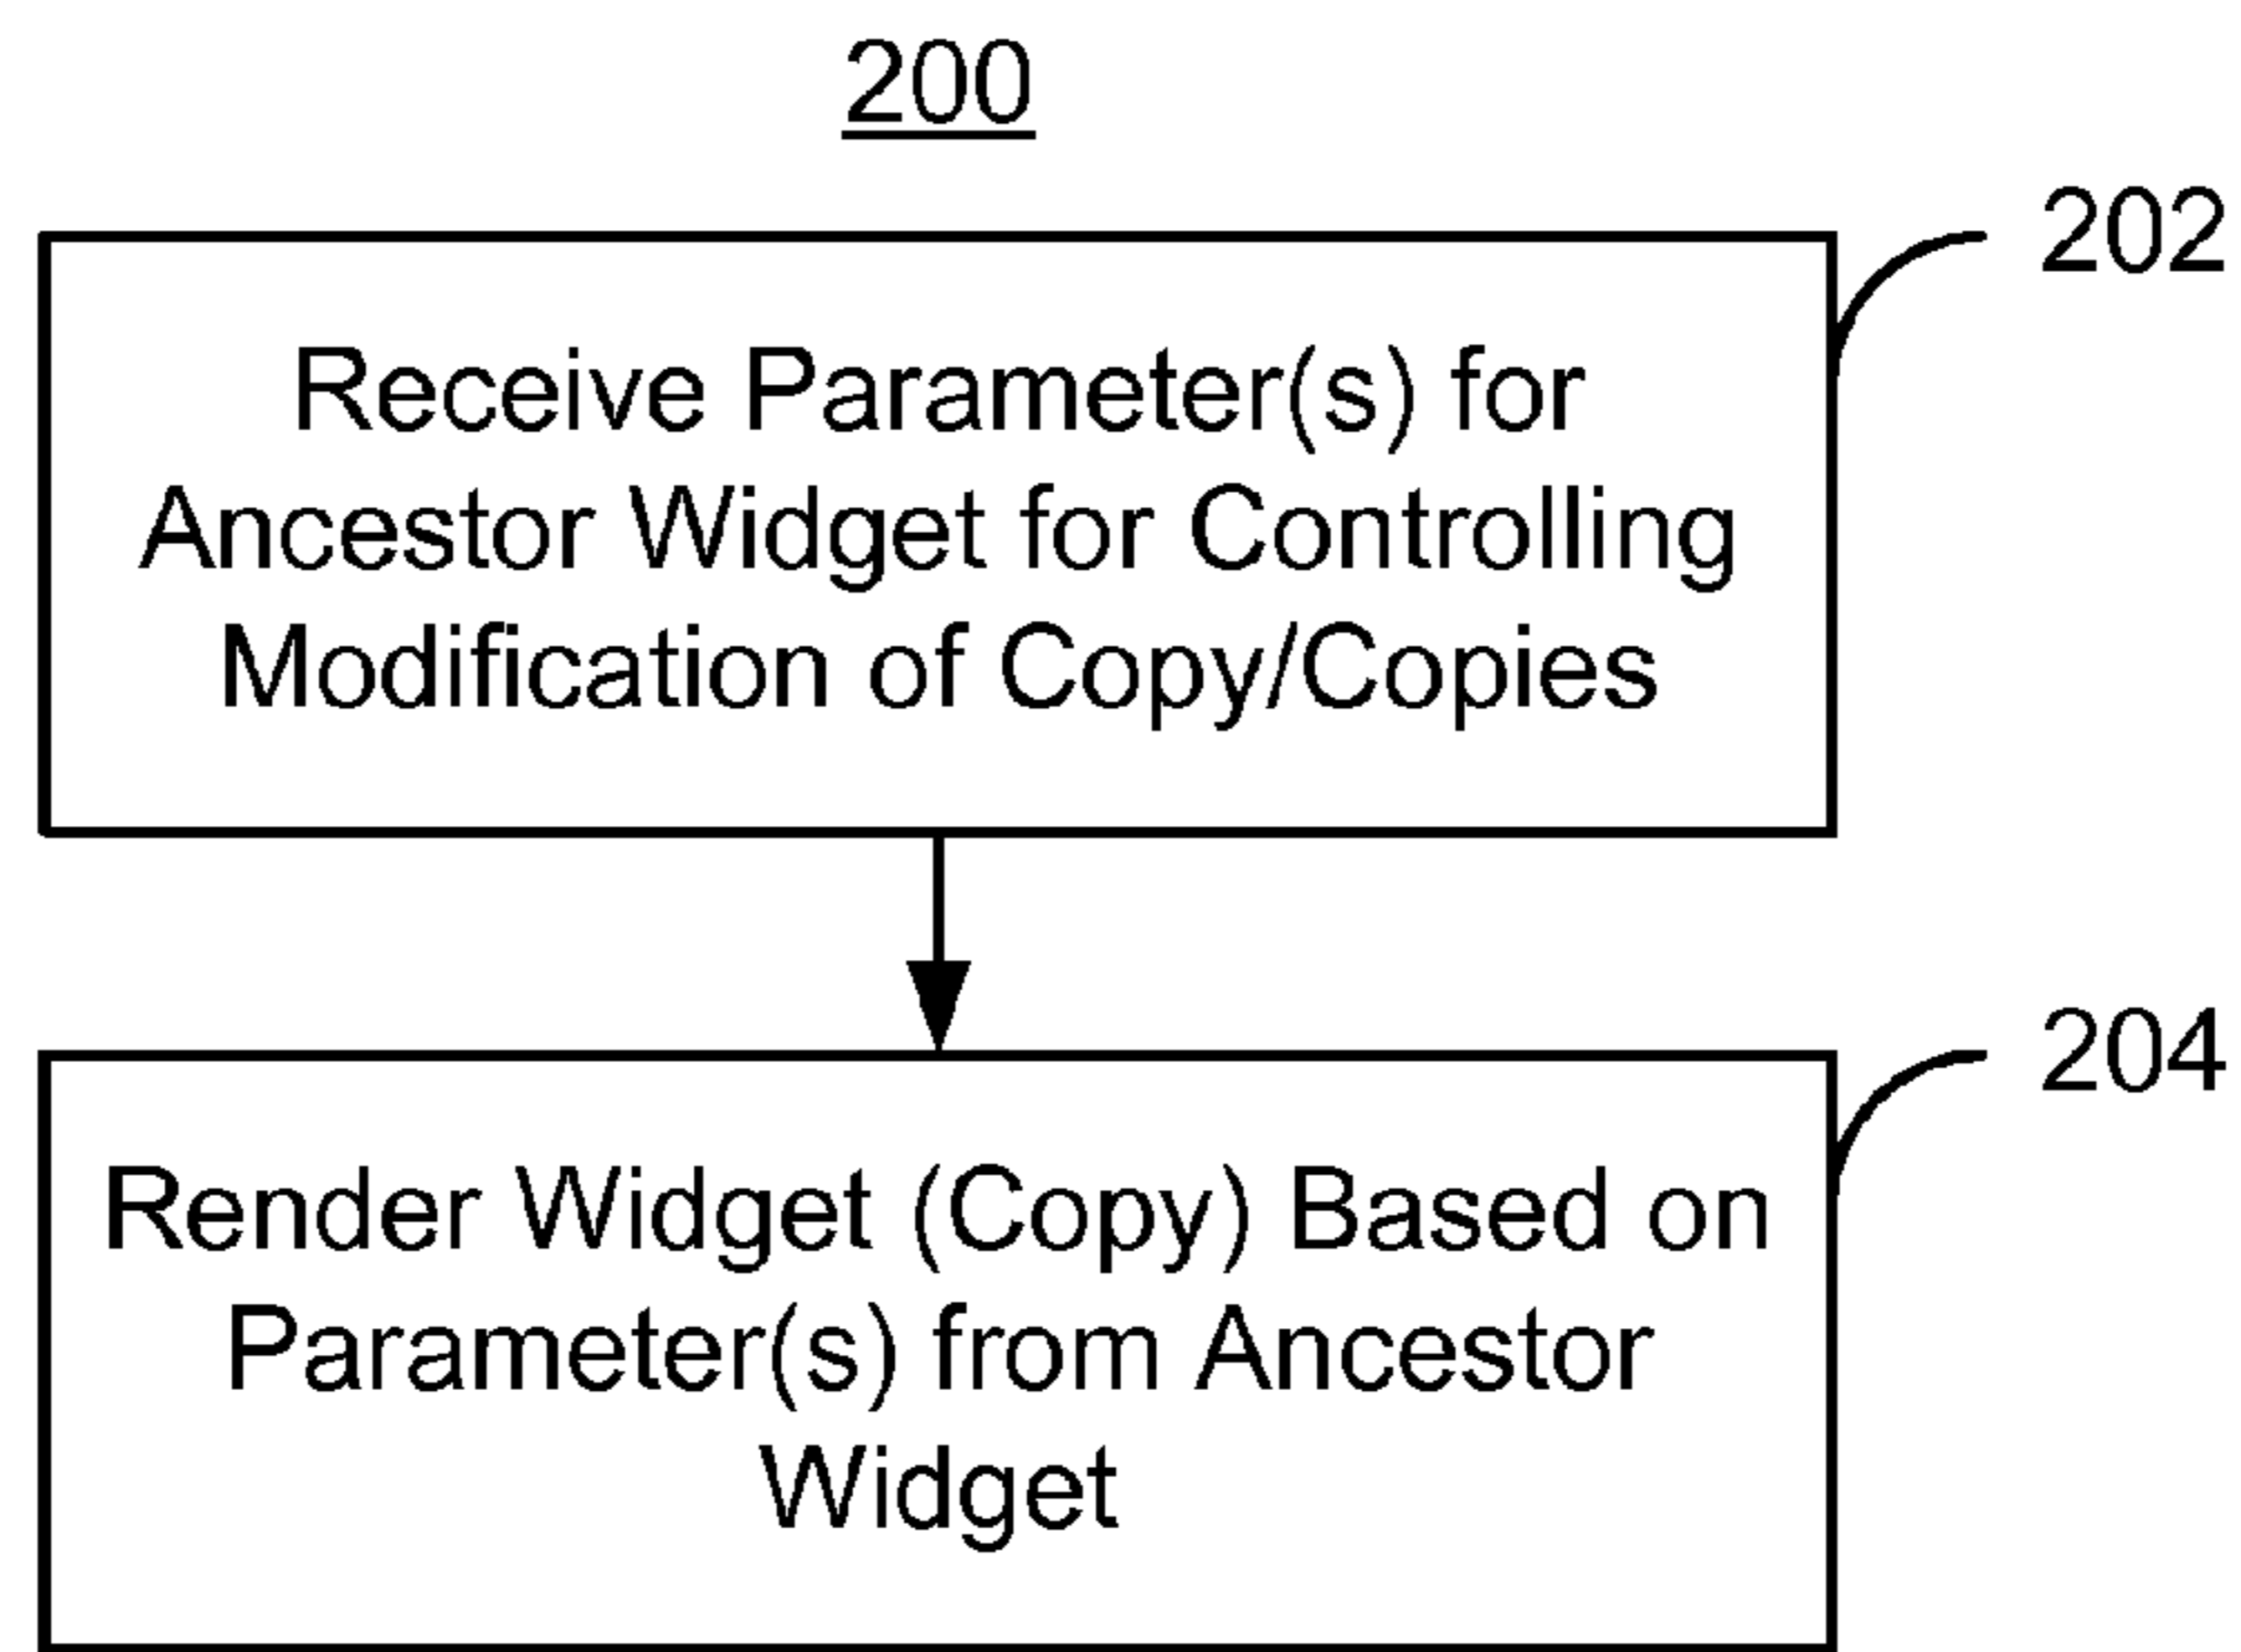 200
202
Receive Parameter(s) for
Ancestor Widget for Controlling
Modification of Copy/Copies
204
Render Widget (Copy) Based on
Parameter(s) from Ancestor
Widget